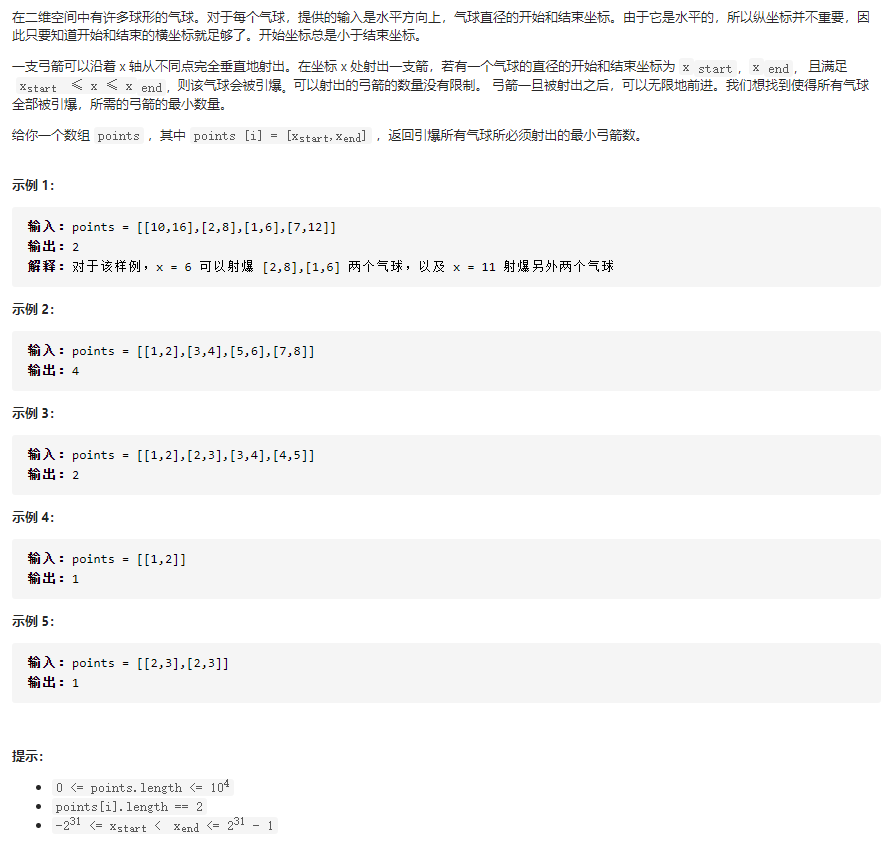 在二维空间中有许多球形的气球。对于每个气球，提供的输入是水平方向上，气球直径的开始和结束坐标。由于它是水平的，所以纵坐标并不重要，因
此只要知道开始和结束的横坐标就足够了。开始坐标总是小于结束坐标。
一支弓箭可以沿着 x 轴从不同点完全垂直地射出。在坐标 x 处射出一支箭，若有一个气球的直径的开始和结束坐标为 x start，x end， 且满足
xstart ≤ x ≤ x end，则该气球会被引爆。可以射出的弓箭的数量没有限制。 弓箭一旦被射出之后，可以无限地前进。我们想找到使得所有气球
全部被引爆，所需的弓箭的最小数量。
给你一个数组 points ，其中 points [i] = [xstart,xend] ，返回引爆所有气球所必须射出的最小弓箭数。
示例 1：
输入：points = [[10,16],[2,8],[1,6],[7,12]]
输出：2
解释：对于该样例，x = 6 可以射爆 [2,8],[1,6] 两个气球，以及 x = 11 射爆另外两个气球
示例 2：
输入：points = [[1,2],[3,4],[5,6],[7,8]]
输出：4
示例 3：
输入：points = [[1,2],[2,3],[3,4],[4,5]]
输出：2
示例 4：
输入：points = [[1,2]]
输出：1
示例 5：
输入：points = [[2,3],[2,3]]
输出：1
提示：
• 0 <= points.length <= 10^4
• points[i].length == 2
• -2^31 <= xstart < xend <= 2^31 - 1